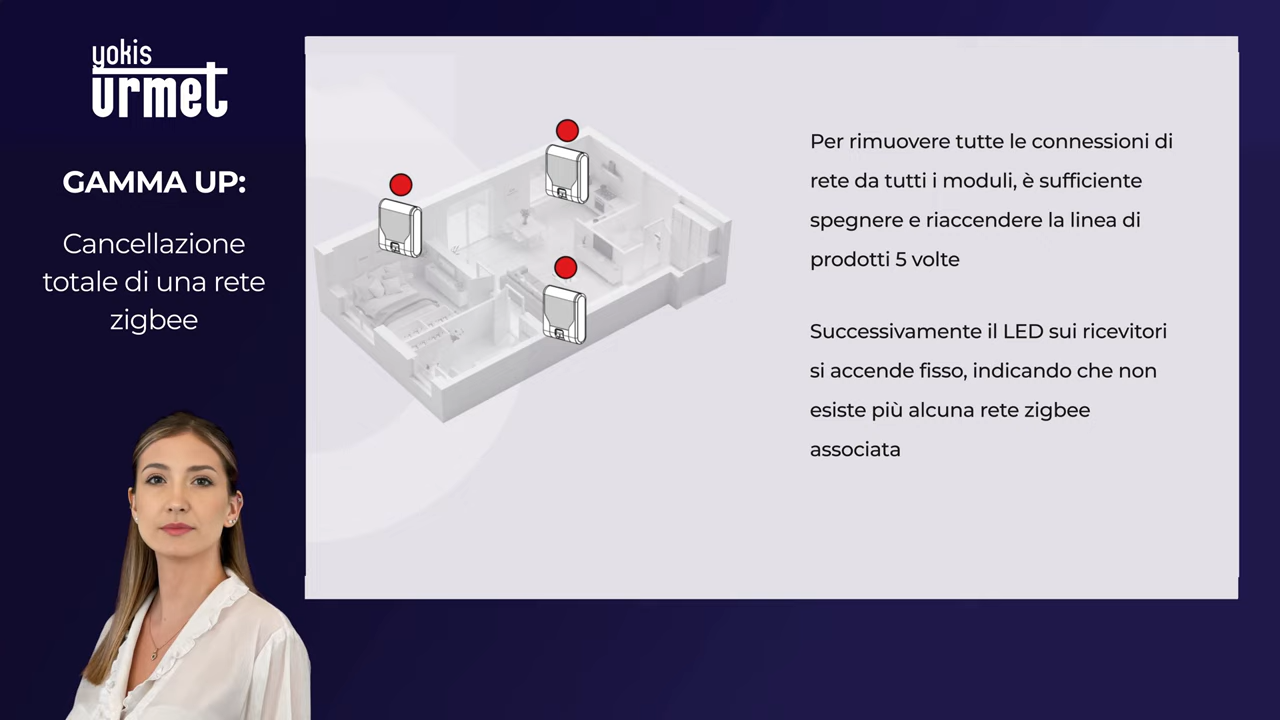 yokis
urmet
GAMMA UP:
Cancellazione
totale di una rete
zigbee
Per rimuovere tutte le connessioni di
rete da tutti i moduli, è sufficiente
spegnere e riaccendere la linea di
prodotti 5 volte
Successivamente il LED sui ricevitori
si accende fisso, indicando che non
esiste più alcuna rete zigbee
associata